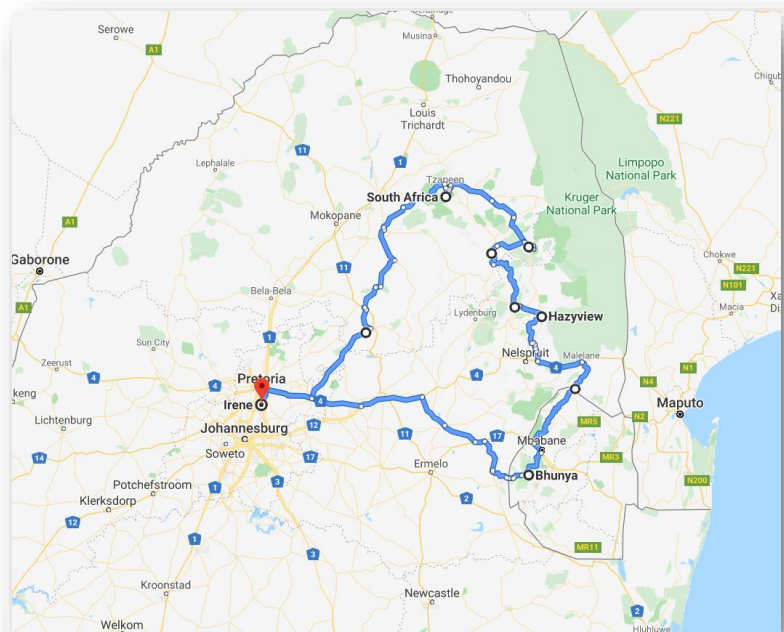 Serowe
A1
Musina
Thohoyandou
Louis
Trichardt
N221
11
1
Lephalale
Limpopo
National Park
Tzaneen
South Africa
Kruger
National Park
A1
Mokopane
Gaborone
11
Chokwe
N221
N101
Macia
A1
Bela-Bela
Lydenburg
Hazyview
1
Sun City
Zeerust
Nelspruit
Malelane
4
N1
4
4
Pretoria
4
N4
Maputo
Irene
4
Lichtenburg
12
MR5
N2
Johannesburg
11
17
Mbabane
Soweto
14
17
Ermelo
MR3
Potchefstroom
3
Bhunya
N200
1
2
Klerksdorp
12
1
MR11
3
Kroonstad
Newcastle
2
Welkom
Hluhluwe